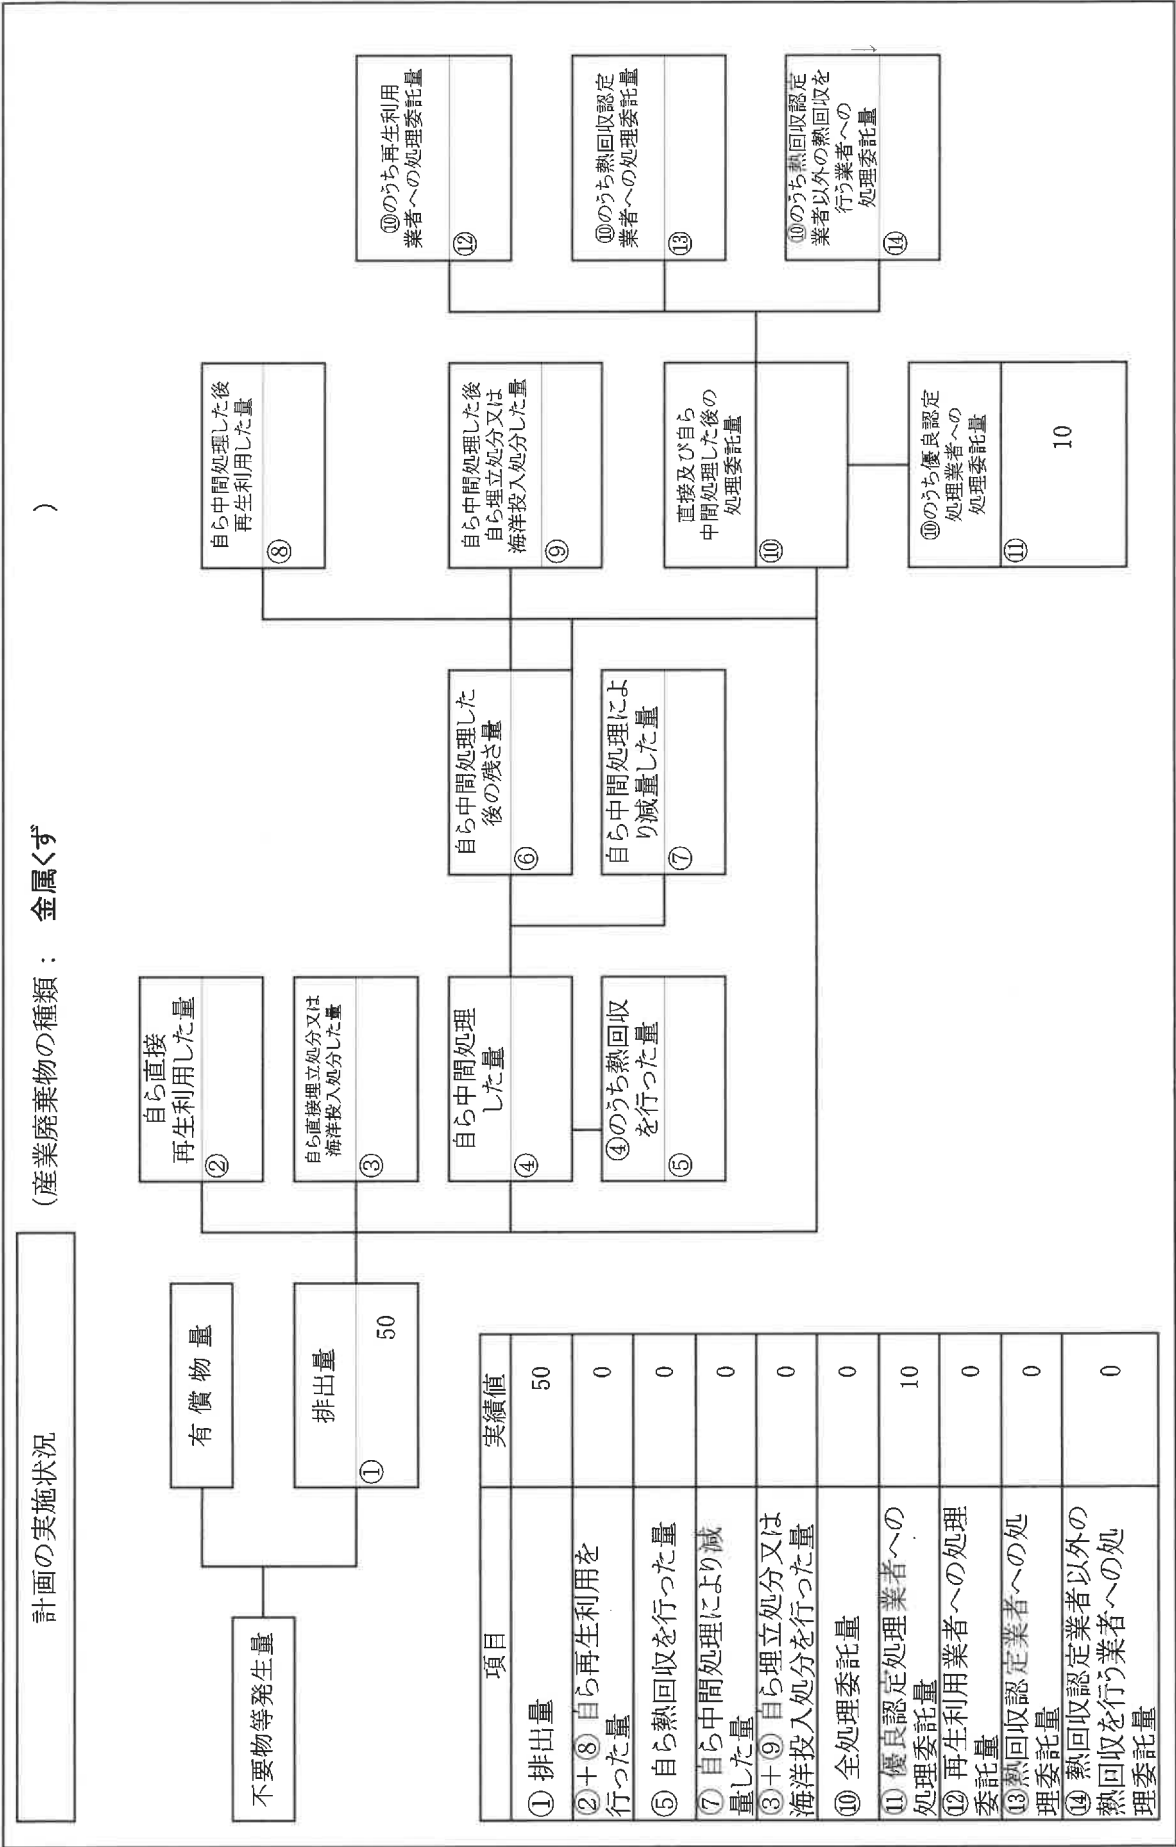 計画の実施状況
（産業廃棄物の種類： 金属くず ）
不要物等発生量
有償物量
排出量
① 50
自ら直接
再生利用した量
②
自ら直接埋立処分又は
海洋投入処分した量
③
自ら中間処理
した量
④
④のうち熱回収
を行った量
⑤
自ら中間処理した
後の残さ量
⑥
自ら中間処理によ
り減量した量
⑦
自ら中間処理した後
再生利用した量
⑧
自ら中間処理した後
自ら埋立処分又は
海洋投入処分した量
⑨
直接及び自ら
中間処理した後の
処理委託量
⑩
⑩のうち優良認定
処理業者への
処理委託量
⑪ 10
⑩のうち再生利用
業者への処理委託量
⑫
⑩のうち熱回収認定
業者への処理委託量
⑬
⑩のうち熱回収認定
業者以外の熱回収を
行う業者への
処理委託量
⑭
項目 実績値
① 排出量 50
②＋⑧ 自ら再生利用を
行った量 0
⑤ 自ら熱回収を行った量 0
⑦ 自ら中間処理により減
量した量 0
③＋⑨ 自ら埋立処分又は
海洋投入処分を行った量 0
⑩ 全処理委託量 0
⑪ 優良認定処理業者への
処理委託量 10
⑫ 再生利用業者への処理
委託量 0
⑬熱回収認定業者への処
理委託量 0
⑭ 熱回収認定業者以外の
熱回収を行う業者への処
理委託量 0